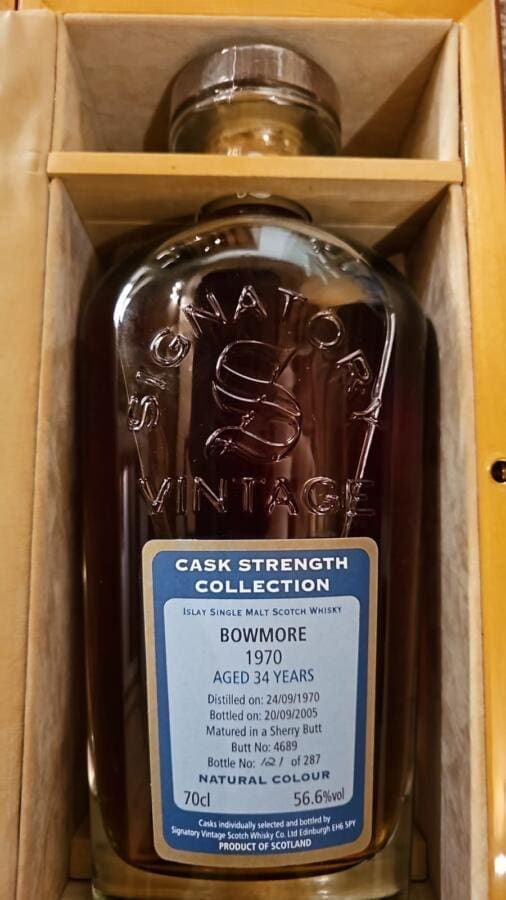 SIGNATORY
S
VINTAGE
CASK STRENGTH
COLLECTION
ISLAY SINGLE MALT SCOTCH WHISKY
BOWMORE
1970
AGED 34 YEARS
Distilled on: 24/09/1970
Bottled on: 20/09/2005
Matured in a Sherry Butt
Butt No: 4689
Bottle No: 121 of 287
NATURAL COLOUR
70cl 56.6%vol
Casks individually selected and bottled by
Signatory Vintage Scotch Whisky Co. Ltd Edinburgh EH6 5PY
PRODUCT OF SCOTLAND